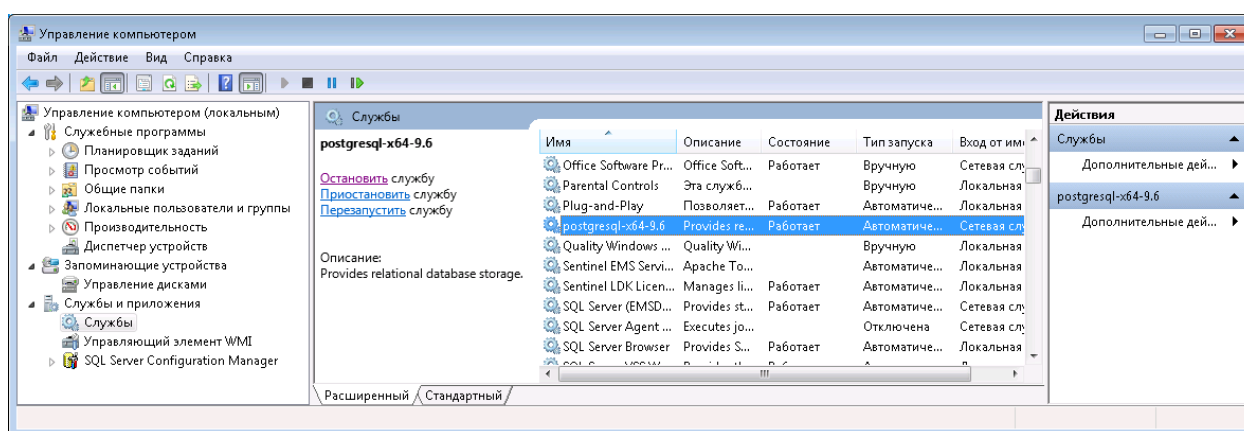 Управление компьютером
Файл Действие Вид Справка
Управление компьютером (локальным)
Служебные программы
Планировщик заданий
Просмотр событий
Общие папки
Локальные пользователи и группы
Производительность
Диспетчер устройств
Запоминающие устройства
Управление дисками
Службы и приложения
Службы
Управляющий элемент WMI
SQL Server Configuration Manager
Службы
postgresql-x64-9.6
Остановить службу
Приостановить службу
Перезапустить службу
Описание:
Provides relational database storage.
Имя Описание Состояние Тип запуска Вход от им
Office Software Pr... Office Soft... Работает Вручную Сетевая слу
Parental Controls Эта служб... Вручную Локальная
Plug-and-Play Позволяет... Работает Автоматиче... Локальная
postgresql-x64-9.6 Provides re... Работает Автоматиче... Сетевая слу
Quality Windows ... Quality Wi... Вручную Локальная
Sentinel EMS Servi... Apache To... Автоматиче... Локальная
Sentinel LDK Licen... Manages li... Работает Автоматиче... Локальная
SQL Server (EMSD... Provides st... Работает Автоматиче... Сетевая слу
SQL Server Agent ... Executes jo... Отключена Сетевая слу
SQL Server Browser Provides S... Работает Автоматиче... Локальная
Расширенный Стандартный
Действия
Службы
Дополнительные дей...
postgresql-x64-9.6
Дополнительные дей...